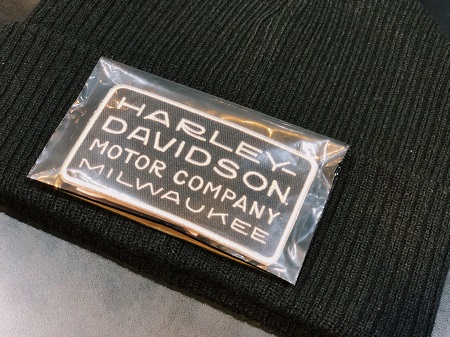 HARLEY-
DAVIDSON
MOTOR COMPANY
MILWAUKEE